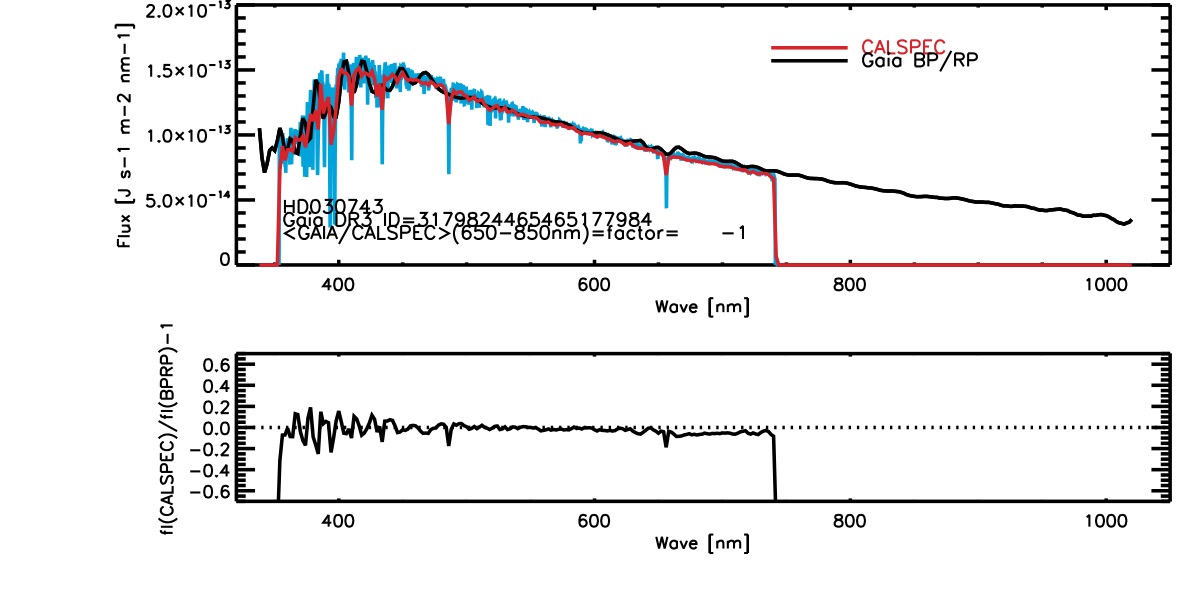 2.0×10⁻¹³
1.5×10⁻¹³
1.0×10⁻¹³
5.0×10⁻¹⁴
0
Flux [J s−1 m−2 nm−1]
CALSPEC
Gaia BP/RP
HD030743
Gaia DR3 ID=3179824465465177984
<GAIA/CALSPEC>(650−850nm)=factor= −1
400 600 800 1000
Wave [nm]
0.6
0.4
0.2
0.0
−0.2
−0.4
−0.6
fl(CALSPEC)/fl(BPRP)−1
400 600 800 1000
Wave [nm]